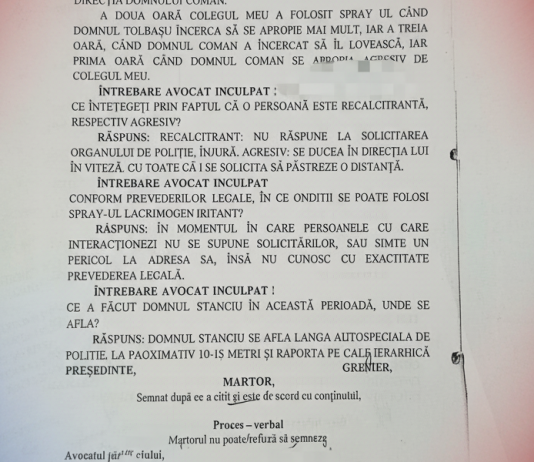 DIRECȚIA DOMNULUI COMAN.
A DOUA OARĂ COLEGUL MEU A FOLOSIT SPRAY UL CÂND
DOMNUL TOLBAȘU ÎNCERCA SĂ SE APROPIE MAI MULT, IAR A TREIA
OARĂ, CÂND DOMNUL COMAN A ÎNCERCAT SĂ ÎL LOVEASCĂ, IAR
PRIMA OARĂ CÂND DOMNUL COMAN SE APROPIA AGRESIV DE
COLEGUL MEU.
ÎNTREBARE AVOCAT INCULPAT :
CE ÎNTEȚEGEȚI PRIN FAPTUL CĂ O PERSOANĂ ESTE RECALCITRANTĂ,
RESPECTIV AGRESIV?
RĂSPUNS: RECALCITRANT: NU RĂSPUNE LA SOLICITAREA
ORGANULUI DE POLIȚIE, ÎNJURĂ. AGRESIV: SE DUCEA ÎN DIRECȚIA LUI
ÎN VITEZĂ. CU TOATE CĂ I SE SOLICITA SĂ PĂSTREZE O DISTANȚĂ.
ÎNTREBARE AVOCAT INCULPAT
CONFORM PREVEDERILOR LEGALE, ÎN CE ONDITII SE POATE FOLOSI
SPRAY-UL LACRIMOGEN IRITANT?
RĂSPUNS: ÎN MOMENTUL ÎN CARE PERSOANELE CU CARE
INTERACȚIONEZI NU SE SUPUNE SOLICITĂRILOR, SAU SIMTE UN
PERICOL LA ADRESA SA, ÎNSĂ NU CUNOSC CU EXACTITATE
PREVEDEREA LEGALĂ.
ÎNTREBARE AVOCAT INCULPAT !
CE A FĂCUT DOMNUL STANCIU ÎN ACEASTĂ PERIOADĂ, UNDE SE
AFLA?
RĂSPUNS: DOMNUL STANCIU SE AFLA LANGA AUTOSPECIALA DE
POLITIE, LA PAOXIMATIV 10-15 METRI ȘI RAPORTA PE CALE IERARHICĂ
PREȘEDINTE, GREFIER,
MARTOR,
Semnat după ce a citit și este de scord cu conținutul,
Proces – verbal
Martorul nu poate/refură să semneze
Avocatul